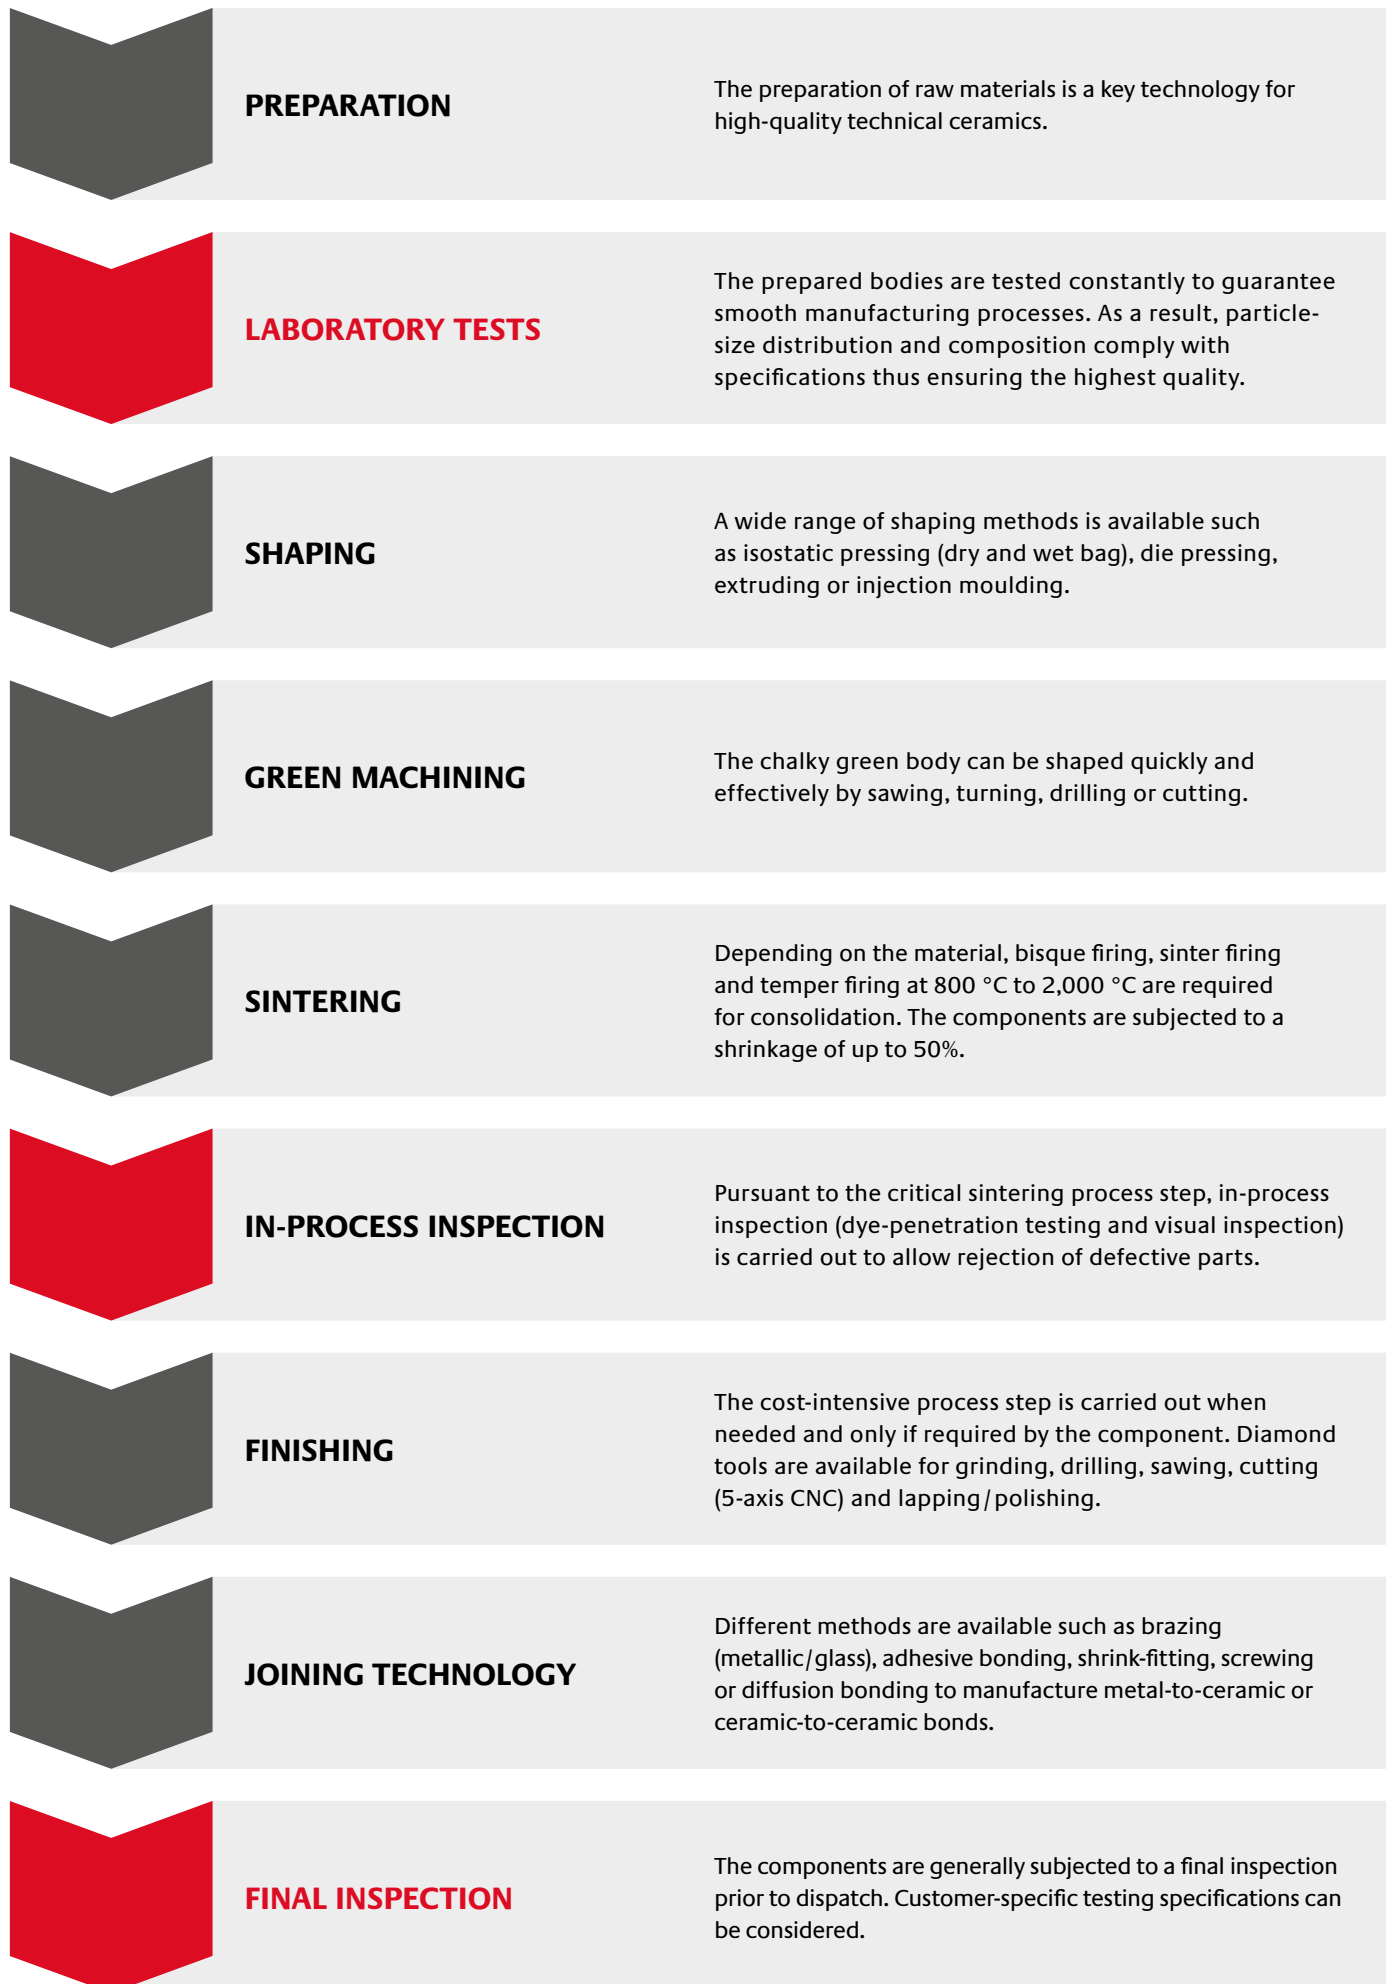 PREPARATION
The preparation of raw materials is a key technology for
high-quality technical ceramics.
LABORATORY TESTS
The prepared bodies are tested constantly to guarantee
smooth manufacturing processes. As a result, particle-
size distribution and composition comply with
specifications thus ensuring the highest quality.
SHAPING
A wide range of shaping methods is available such
as isostatic pressing (dry and wet bag), die pressing,
extruding or injection moulding.
GREEN MACHINING
The chalky green body can be shaped quickly and
effectively by sawing, turning, drilling or cutting.
SINTERING
Depending on the material, bisque firing, sinter firing
and temper firing at 800 °C to 2,000 °C are required
for consolidation. The components are subjected to a
shrinkage of up to 50%.
IN-PROCESS INSPECTION
Pursuant to the critical sintering process step, in-process
inspection (dye-penetration testing and visual inspection)
is carried out to allow rejection of defective parts.
FINISHING
The cost-intensive process step is carried out when
needed and only if required by the component. Diamond
tools are available for grinding, drilling, sawing, cutting
(5-axis CNC) and lapping/polishing.
JOINING TECHNOLOGY
Different methods are available such as brazing
(metallic/glass), adhesive bonding, shrink-fitting, screwing
or diffusion bonding to manufacture metal-to-ceramic or
ceramic-to-ceramic bonds.
FINAL INSPECTION
The components are generally subjected to a final inspection
prior to dispatch. Customer-specific testing specifications can
be considered.